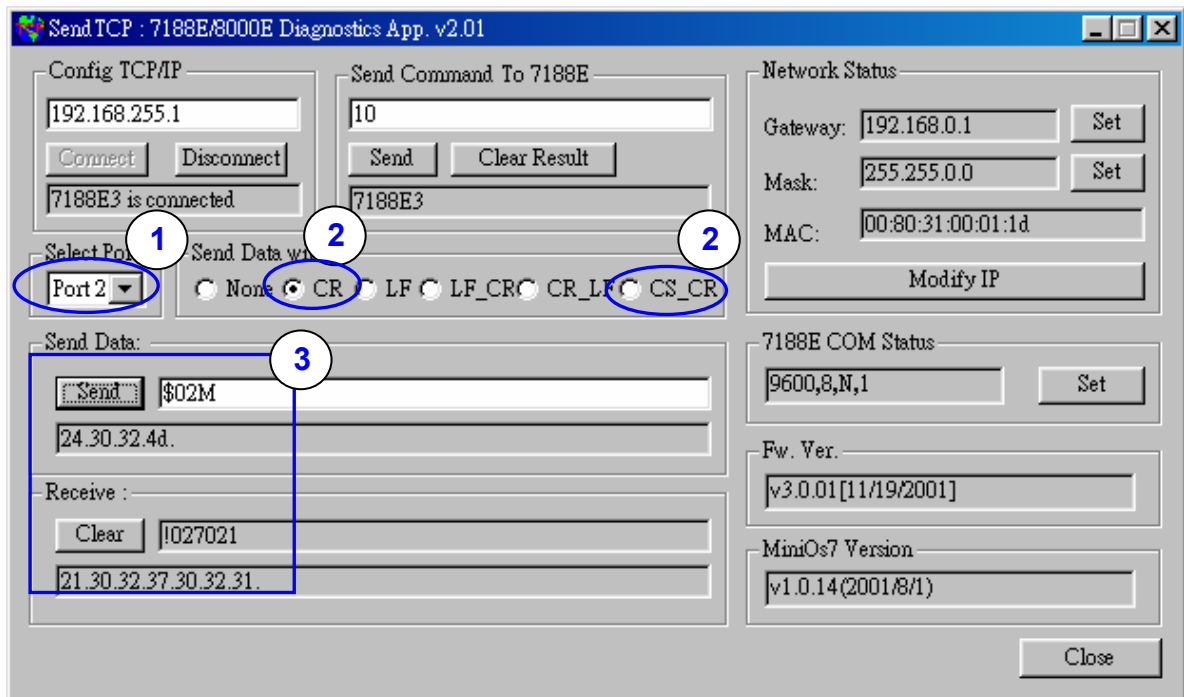 SendTCP : 7188E/8000E Diagnostics App. v2.01
Config TCP/IP
192.168.255.1
Connect Disconnect
7188E3 is connected
Send Command To 7188E
10
Send Clear Result
7188E3
Network Status
Gateway: 192.168.0.1 Set
Mask: 255.255.0.0 Set
MAC: 00:80:31:00:01:1d
Modify IP
1
Select Por
Port 2
2
2
Send Data wi
None CR LF LF_CR CR_LF CS_CR
3
Send Data:
Send $02M
24.30.32.4d.
Receive :
Clear !027021
21.30.32.37.30.32.31.
7188E COM Status
9600,8,N,1 Set
Fw. Ver.
v3.0.01[11/19/2001]
MiniOs7 Version
v1.0.14(2001/8/1)
Close